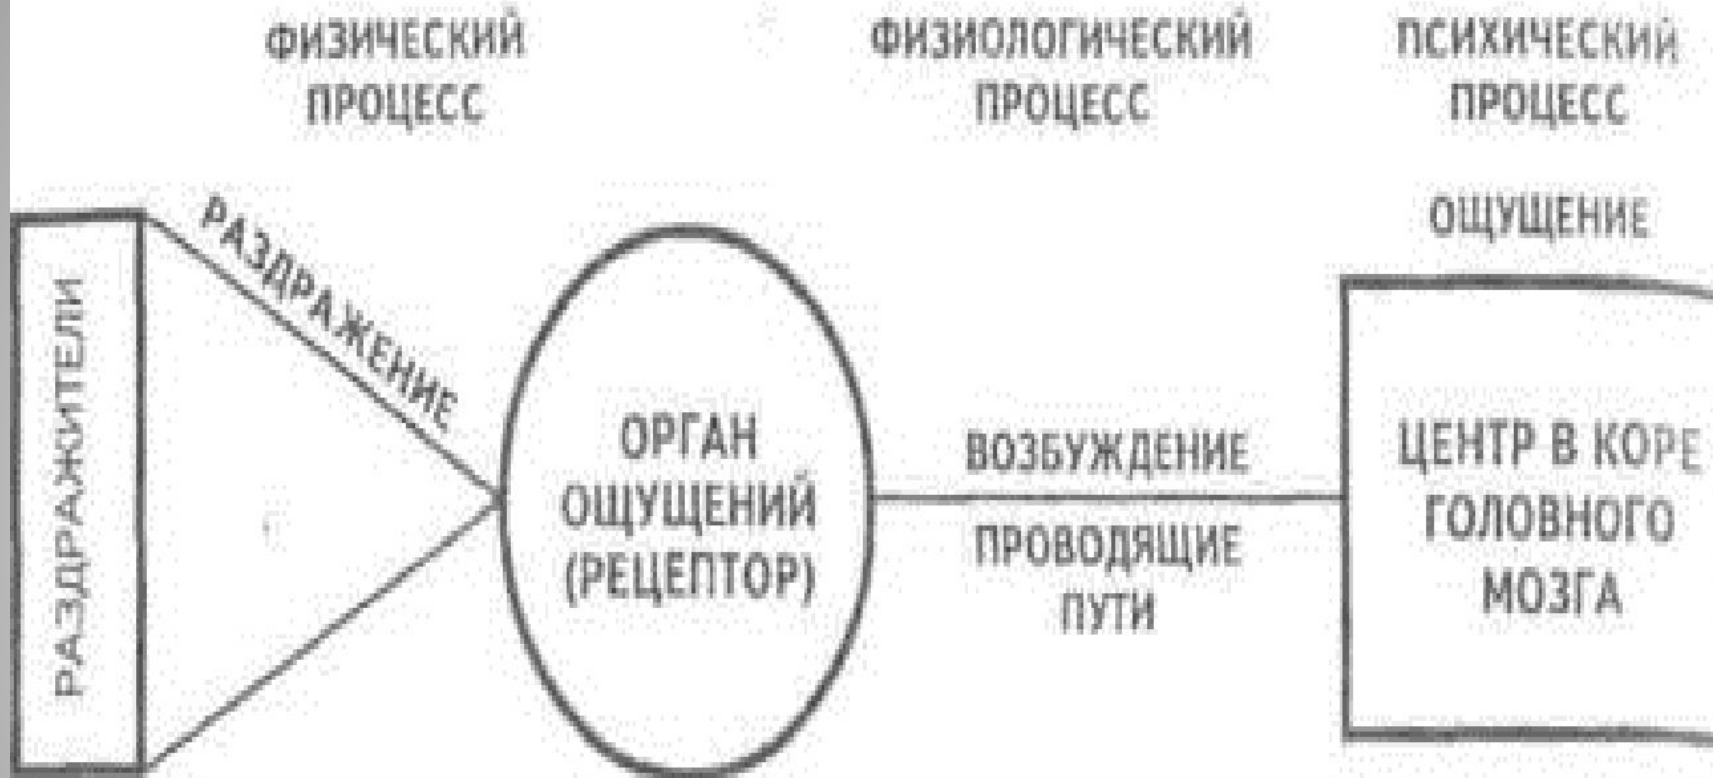 ФИЗИЧЕСКИЙ
ПРОЦЕСС
ФИЗИОЛОГИЧЕСКИЙ
ПРОЦЕСС
ПСИХИЧЕСКИЙ
ПРОЦЕСС
РАЗДРАЖИТЕЛИ
РАЗДРАЖЕНИЕ
ОРГАН
ОЩУЩЕНИЙ
(РЕЦЕПТОР)
ВОЗБУЖДЕНИЕ
ПРОВОДЯЩИЕ
ПУТИ
ОЩУЩЕНИЕ
ЦЕНТР В КОРЕ
ГОЛОВНОГО
МОЗГА